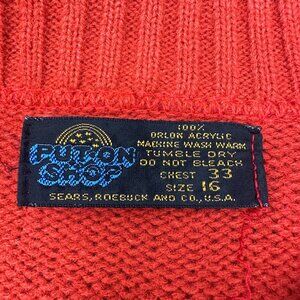 PUT-ON
SHOP
100%
ORLON ACRYLIC
MACHINE WASH WARM
TUMBLE DRY
DO NOT BLEACH
CHEST 33
SIZE 16
SEARS, ROEBUCK AND CO., U.S.A.